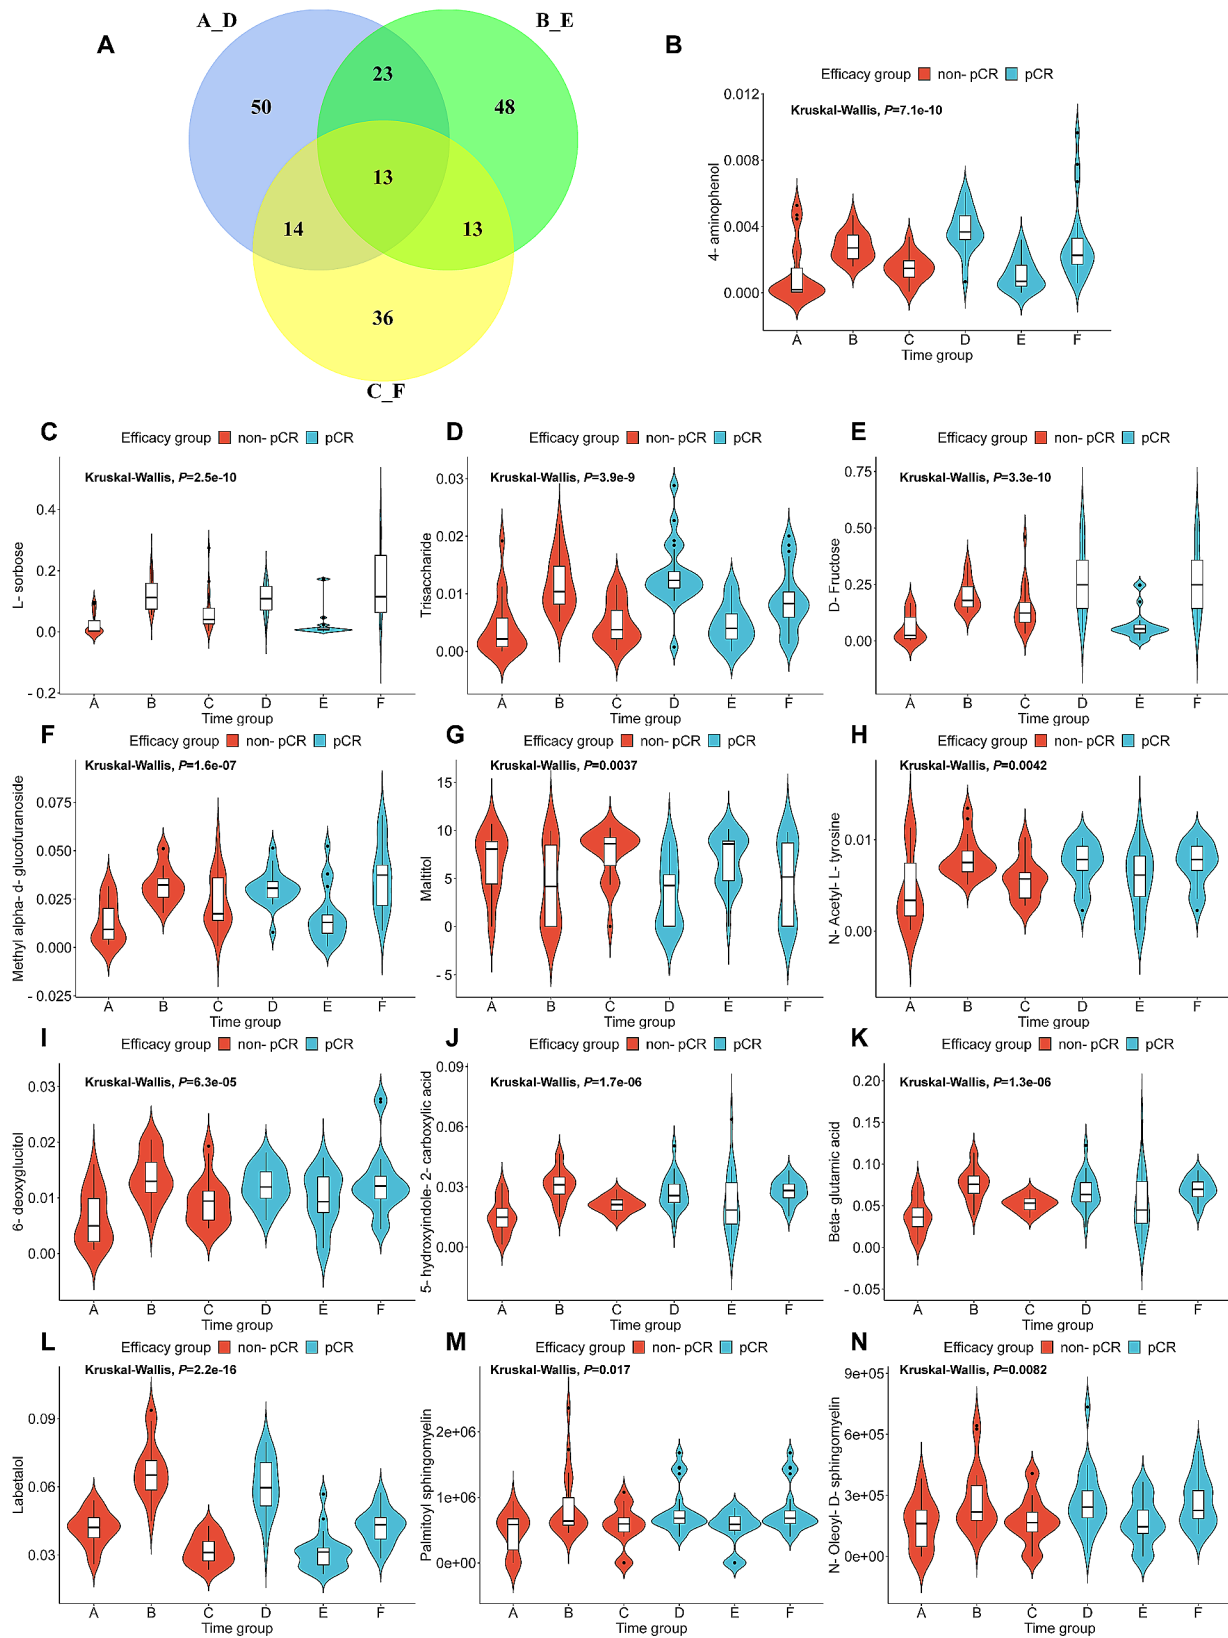 A
A_D
B_E
50
23
48
13
14
13
36
C_F
B
Efficacy group non- pCR pCR
Kruskal-Wallis, P=7.1e-10
4- aminophenol
0.012
0.008
0.004
0.000
A B C D E F
Time group
C
Efficacy group non- pCR pCR
Kruskal-Wallis, P=2.5e-10
L- sorbose
0.4
0.2
0.0
- 0.2
A B C D E F
Time group
D
Efficacy group non- pCR pCR
Kruskal-Wallis, P=3.9e-9
Trisaccharide
0.03
0.02
0.01
0.00
A B C D E F
Time group
E
Efficacy group non- pCR pCR
Kruskal-Wallis, P=3.3e-10
D- Fructose
0.75
0.50
0.25
0.00
A B C D E F
Time group
F
Efficacy group non- pCR pCR
Kruskal-Wallis, P=1.6e-07
Methyl alpha- d- glucofuranoside
0.075
0.050
0.025
0.000
- 0.025
A B C D E F
Time group
G
Efficacy group non- pCR pCR
Kruskal-Wallis, P=0.0037
Maltitol
15
10
5
0
- 5
A B C D E F
Time group
H
Efficacy group non- pCR pCR
Kruskal-Wallis, P=0.0042
N- Acetyl- L- tyrosine
0.01
0.00
A B C D E F
Time group
I
Efficacy group non- pCR pCR
Kruskal-Wallis, P=6.3e-05
6- deoxyglucitol
0.03
0.02
0.01
0.00
A B C D E F
Time group
J
Efficacy group non- pCR pCR
Kruskal-Wallis, P=1.7e-06
5- hydroxyindole- 2- carboxylic acid
0.09
0.06
0.03
0.00
A B C D E F
Time group
K
Efficacy group non- pCR pCR
Kruskal-Wallis, P=1.3e-06
Beta- glutamic acid
0.20
0.15
0.10
0.05
0.00
- 0.05
A B C D E F
Time group
L
Efficacy group non- pCR pCR
Kruskal-Wallis, P=2.2e-16
Labetalol
0.09
0.06
0.03
A B C D E F
Time group
M
Efficacy group non- pCR pCR
Kruskal-Wallis, P=0.017
Palmitoyl sphingomyelin
2e+06
1e+06
0e+00
A B C D E F
Time group
N
Efficacy group non- pCR pCR
Kruskal-Wallis, P=0.0082
N- Oleoyl- D- sphingomyelin
9e+05
6e+05
3e+05
0e+00
A B C D E F
Time group